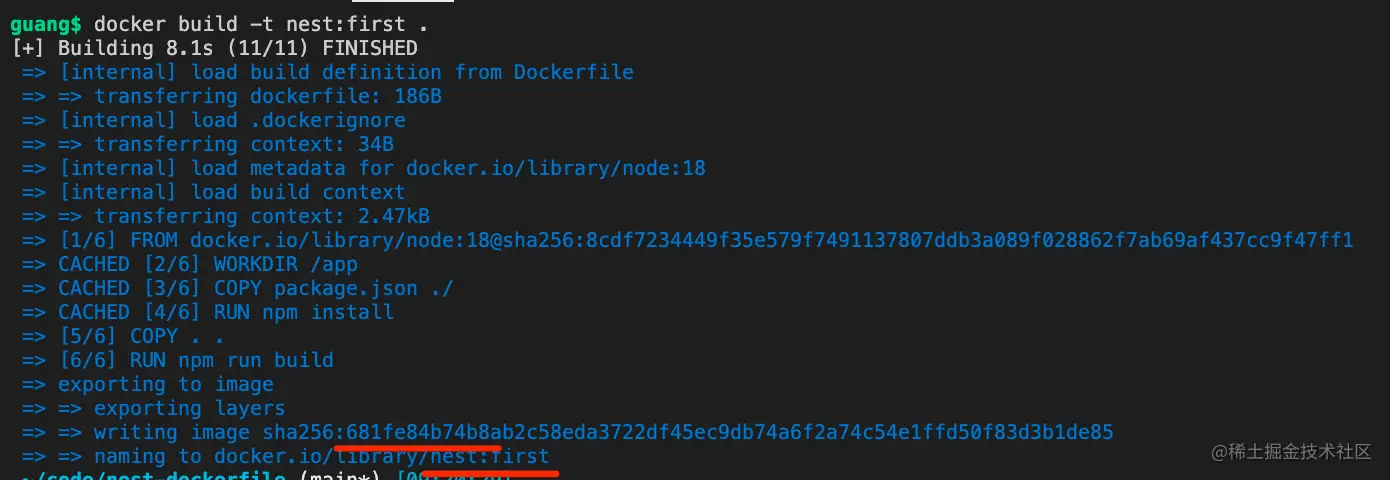 guang$ docker build -t nest:first .
[+] Building 8.1s (11/11) FINISHED
=> [internal] load build definition from Dockerfile
=> => transferring dockerfile: 186B
=> [internal] load .dockerignore
=> => transferring context: 34B
=> [internal] load metadata for docker.io/library/node:18
=> [internal] load build context
=> => transferring context: 2.47kB
=> [1/6] FROM docker.io/library/node:18@sha256:8cdf7234449f35e579f7491137807ddb3a089f028862f7ab69af437cc9f47ff1
=> CACHED [2/6] WORKDIR /app
=> CACHED [3/6] COPY package.json ./
=> CACHED [4/6] RUN npm install
=> [5/6] COPY . .
=> [6/6] RUN npm run build
=> exporting to image
=> => exporting layers
=> => writing image sha256:681fe84b74b8ab2c58eda3722df45ec9db74a6f2a74c54e1ffd50f83d3b1de85
=> => naming to docker.io/library/nest:first
@稀土掘金技术社区
~/code/nest-dockerfile (main*)